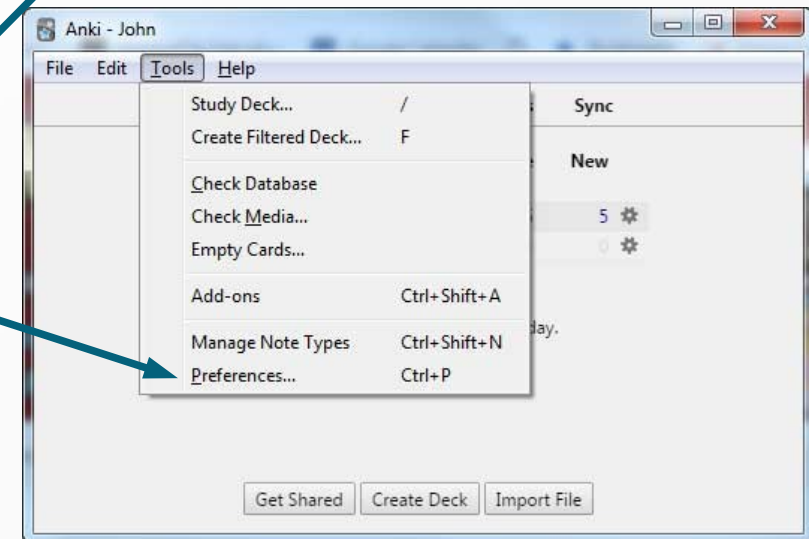 Anki - John
File Edit Tools Help
Study Deck... /
Sync
Create Filtered Deck... F
New
Check Database
Check Media...
5
Empty Cards...
0
Add-ons Ctrl+Shift+A
Manage Note Types Ctrl+Shift+N
day.
Preferences... Ctrl+P
Get Shared Create Deck Import File